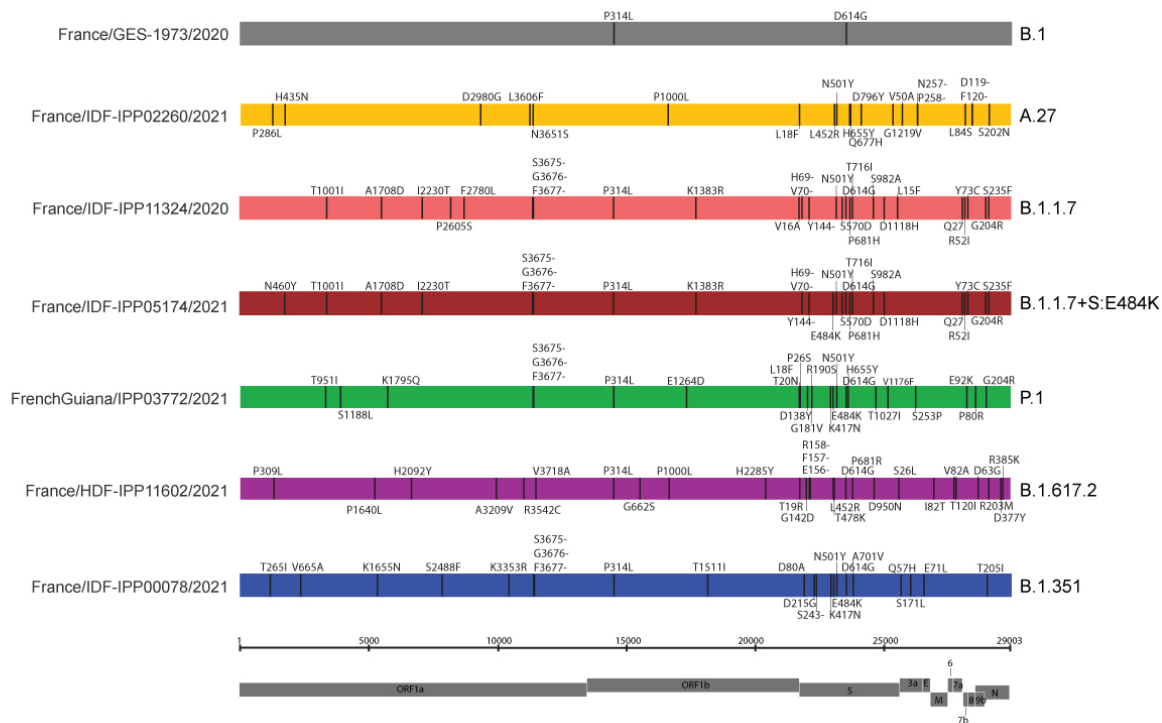 P314L D614G
France/GES-1973/2020 B.1
D119-
N257-
N501Y V50A P258- F120-
H435N D2980G L3606F P1000L D796Y
France/IDF-IPP02260/2021 A.27
P286L N3651S L18F L452R H655Y G1219V L84S S202N
Q677H
T716I
S3675- H69- N501Y S982A
G3676- V70- D614G L15F
T1001I A1708D I2230T F2780L F3677- P314L K1383R Y73C S235F
France/IDF-IPP11324/2020 B.1.1.7
P2605S V16A Y144- S570D D1118H Q27 G204R
P681H R52I
T716I
S3675- H69- N501Y S982A
G3676- V70- D614G
N460Y T1001I A1708D I2230T F3677- P314L K1383R Y73C S235F
France/IDF-IPP05174/2021 B.1.1.7+S:E484K
Y144- S570D D1118H Q27 G204R
E484K P681H R52I
S3675- P26S N501Y
G3676- L18F R190S H655Y
T951I K1795Q F3677- P314L E1264D T20N D614G V1176F E92K G204R
FrenchGuiana/IPP03772/2021 P.1
S1188L D138Y E484K T1027I S253P P80R
G181V K417N
R158-
F157- P681R R385K
P309L H2092Y V3718A P314L P1000L H2285Y E156- D614G S26L V82A D63G
France/HDF-IPP11602/2021 B.1.617.2
P1640L A3209V R3542C G662S T19R L452R D950N I82T T120I R203M
G142D T478K D377Y
S3675-
G3676- N501Y A701V
T265I V665A K1655N S2488F K3353R F3677- P314L T1511I D80A D614G Q57H E71L T205I
France/IDF-IPP00078/2021 B.1.351
D215G E484K S171L
S243- K417N
1 5000 10000 15000 20000 25000 29003
6
ORF1a ORF1b S 3a E M 7a 8 9b N
7b